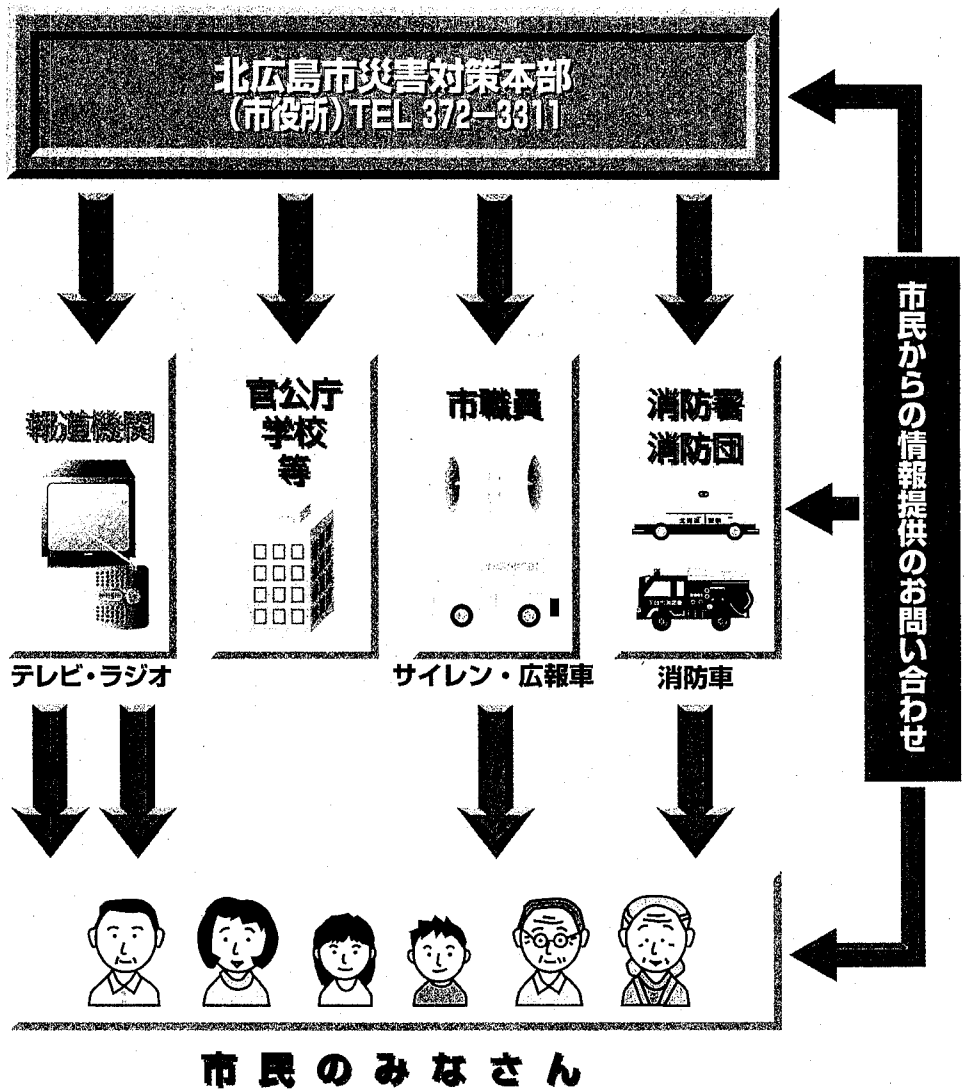 北広島市災害対策本部
(市役所) TEL 372−3311
報道機関
官公庁
学校
等
市職員
消防署
消防団
テレビ・ラジオ
サイレン・広報車
消防車
市民からの情報提供のお問い合わせ
市民のみなさん